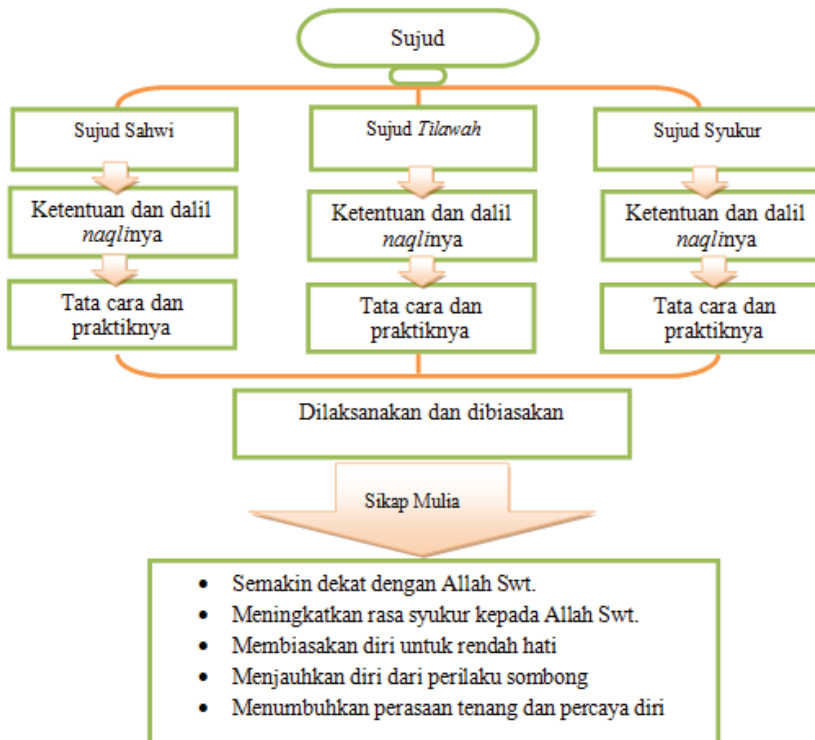 Sujud
Sujud Sahwi
Sujud Tilawah
Sujud Syukur
Ketentuan dan dalil
naqlinya
Ketentuan dan dalil
naqlinya
Ketentuan dan dalil
naqlinya
Tata cara dan
praktiknya
Tata cara dan
praktiknya
Tata cara dan
praktiknya
Dilaksanakan dan dibiasakan
Sikap Mulia
• Semakin dekat dengan Allah Swt.
• Meningkatkan rasa syukur kepada Allah Swt.
• Membiasakan diri untuk rendah hati
• Menjauhkan diri dari perilaku sombong
• Menumbuhkan perasaan tenang dan percaya diri